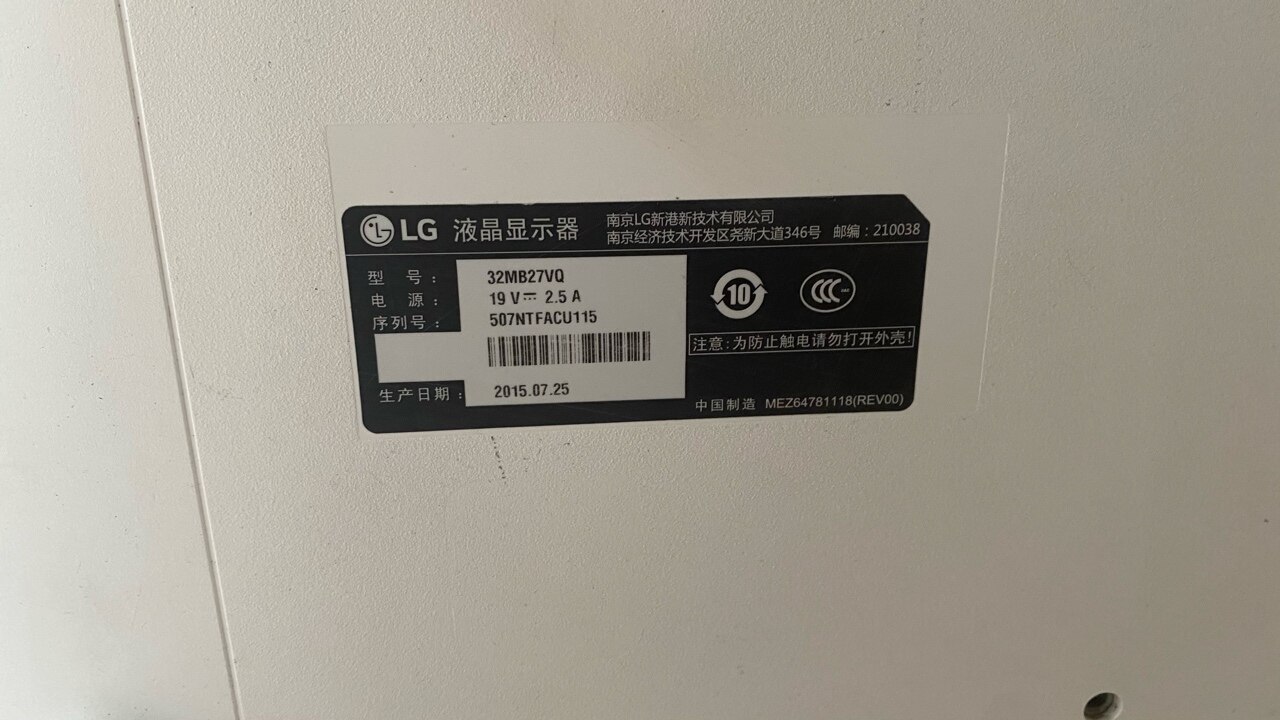 LG 液晶显示器
南京LG新港新技术有限公司
南京经济技术开发区尧新大道346号 邮编：210038
型 号： 32MB27VQ
电 源： 19 V⎓ 2.5 A
序列号： 507NTFACU115
生产日期： 2015.07.25
10
CCC
注意:为防止触电请勿打开外壳!
中国制造 MEZ64781118(REV00)